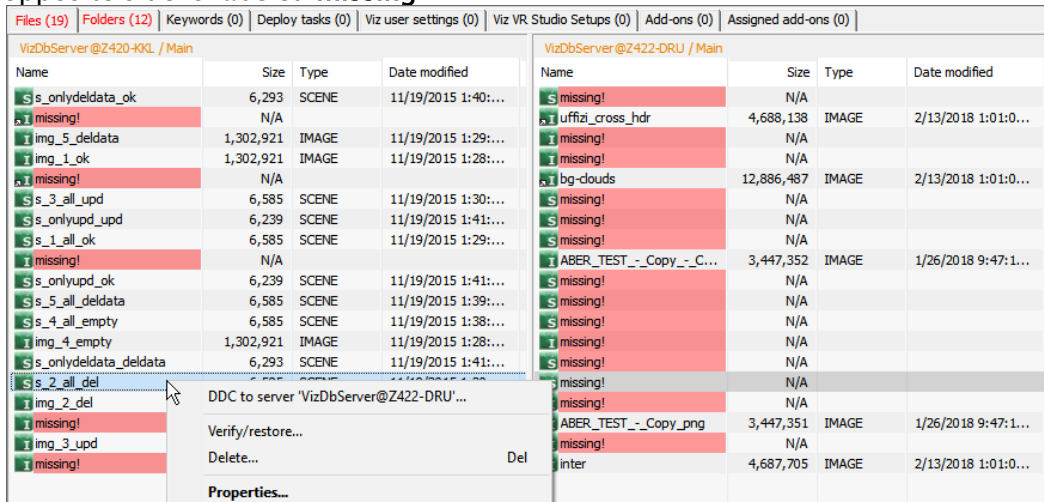 Files (19) Folders (12) Keywords (0) Deploy tasks (0) Viz user settings (0) Viz VR Studio Setups (0) Add-ons (0) Assigned add-ons (0)
VizDbServer@Z420-KKL / Main VizDbServer@Z422-DRU / Main
Name Size Type Date modified Name Size Type Date modified
s_onlydeldata_ok 6,293 SCENE 11/19/2015 1:40:... missing! N/A
missing! N/A uffizi_cross_hdr 4,688,138 IMAGE 2/13/2018 1:01:0...
img_5_deldata 1,302,921 IMAGE 11/19/2015 1:29:... missing! N/A
img_1_ok 1,302,921 IMAGE 11/19/2015 1:28:... missing! N/A
missing! N/A bg-clouds 12,886,487 IMAGE 2/13/2018 1:01:0...
s_3_all_upd 6,585 SCENE 11/19/2015 1:30:... missing! N/A
s_onlyupd_upd 6,239 SCENE 11/19/2015 1:41:... missing! N/A
s_1_all_ok 6,585 SCENE 11/19/2015 1:29:... missing! N/A
missing! N/A ABER_TEST_-_Copy_-_C... 3,447,352 IMAGE 1/26/2018 9:47:1...
s_onlyupd_ok 6,239 SCENE 11/19/2015 1:41:... missing! N/A
s_5_all_deldata 6,585 SCENE 11/19/2015 1:39:... missing! N/A
s_4_all_empty 6,585 SCENE 11/19/2015 1:38:... missing! N/A
img_4_empty 1,302,921 IMAGE 11/19/2015 1:28:... missing! N/A
s_onlydeldata_deldata 6,293 SCENE 11/19/2015 1:41:... missing! N/A
s_2_all_del missing! N/A
DDC to server 'VizDbServer@Z422-DRU'...
img_2_del missing! N/A
missing! Verify/restore... ABER_TEST_-_Copy_png 3,447,351 IMAGE 1/26/2018 9:47:1...
img_3_upd Delete... Del missing! N/A
missing! inter 4,687,705 IMAGE 2/13/2018 1:01:0...
Properties...